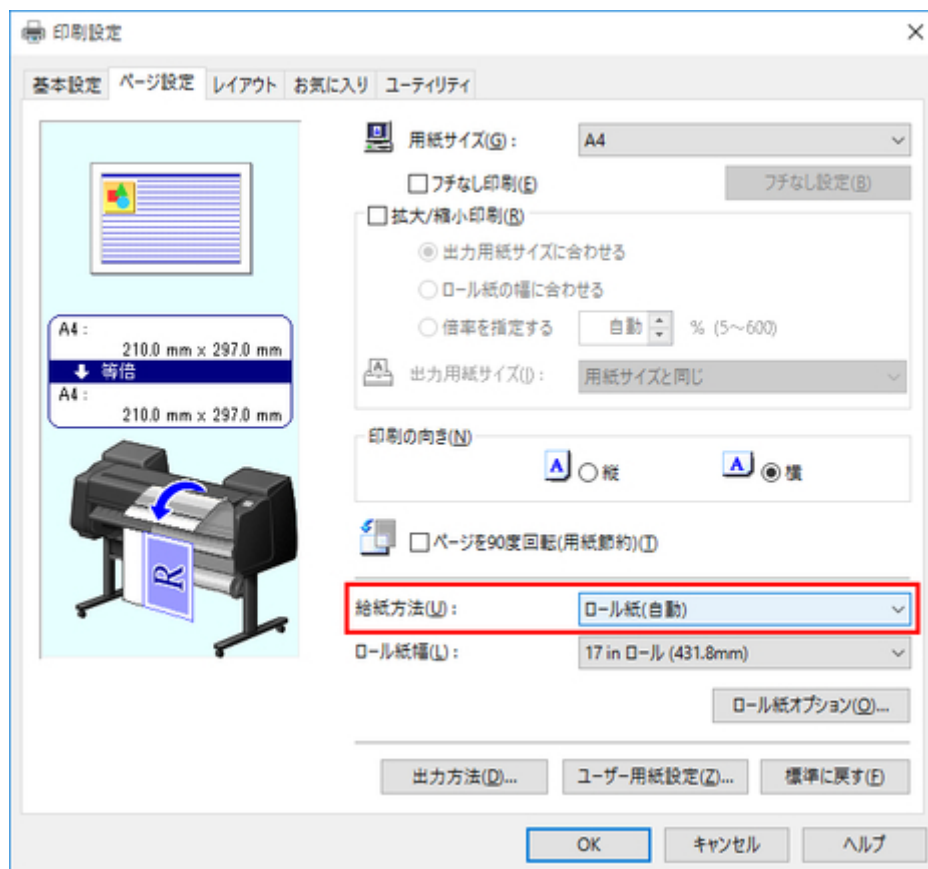 印刷設定
基本設定 ページ設定 レイアウト お気に入り ユーティリティ
用紙サイズ(G): A4
フチなし印刷(E) フチなし設定(B)
拡大/縮小印刷(R)
出力用紙サイズに合わせる
ロール紙の幅に合わせる
倍率を指定する 自動 % (5～600)
出力用紙サイズ(I): 用紙サイズと同じ
A4 :
210.0 mm x 297.0 mm
等倍
A4 :
210.0 mm x 297.0 mm
印刷の向き(N)
A 縦 A 横
ページを90度回転(用紙節約)(T)
R
給紙方法(U): ロール紙(自動)
ロール紙幅(L): 17 in ロール (431.8mm)
ロール紙オプション(O)...
出力方法(D)... ユーザー用紙設定(Z)... 標準に戻す(F)
OK キャンセル ヘルプ